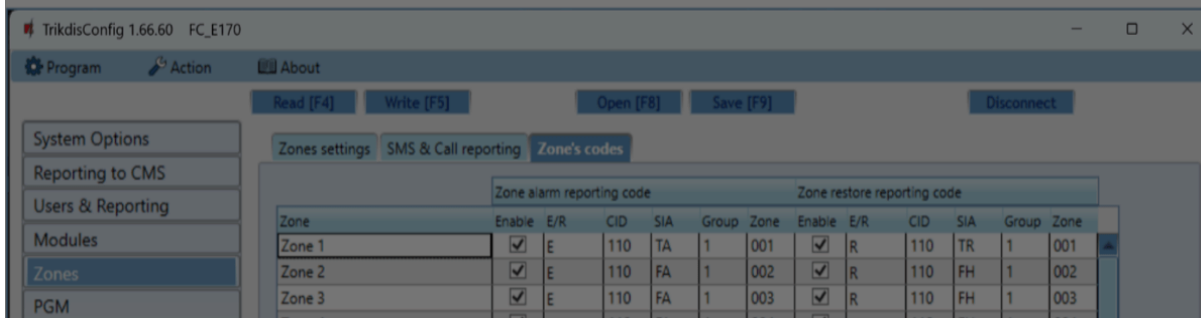 TrikdisConfig 1.66.60 FC_E170
Program Action About
Read [F4] Write [F5] Open [F8] Save [F9] Disconnect
System Options
Reporting to CMS
Users & Reporting
Modules
Zones
PGM
Zones settings SMS & Call reporting Zone's codes
Zone alarm reporting code Zone restore reporting code
Zone Enable E/R CID SIA Group Zone Enable E/R CID SIA Group Zone
Zone 1 E 110 TA 1 001 R 110 TR 1 001
Zone 2 E 110 FA 1 002 R 110 FH 1 002
Zone 3 E 110 FA 1 003 R 110 FH 1 003